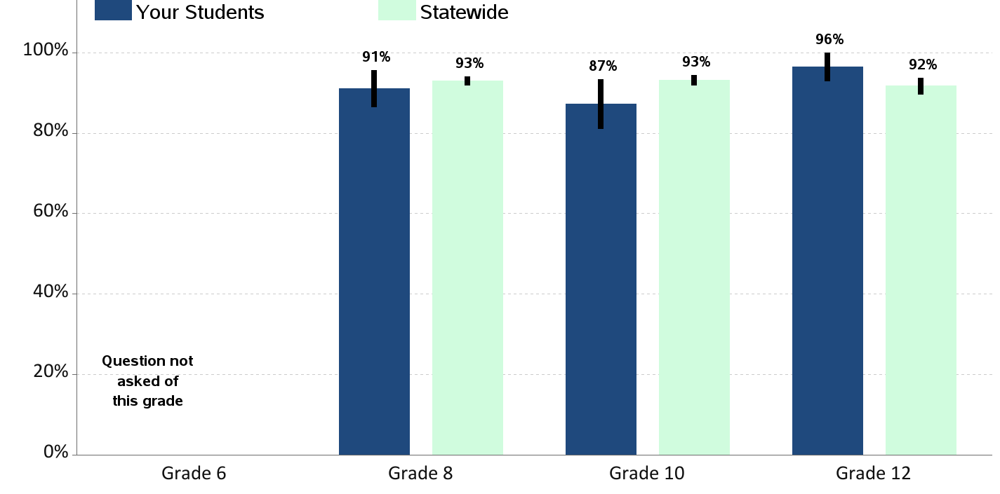 Your Students Statewide
100%
80%
60%
40%
20%
0%
91%
93%
87%
93%
96%
92%
Question not
asked of
this grade
Grade 6 Grade 8 Grade 10 Grade 12